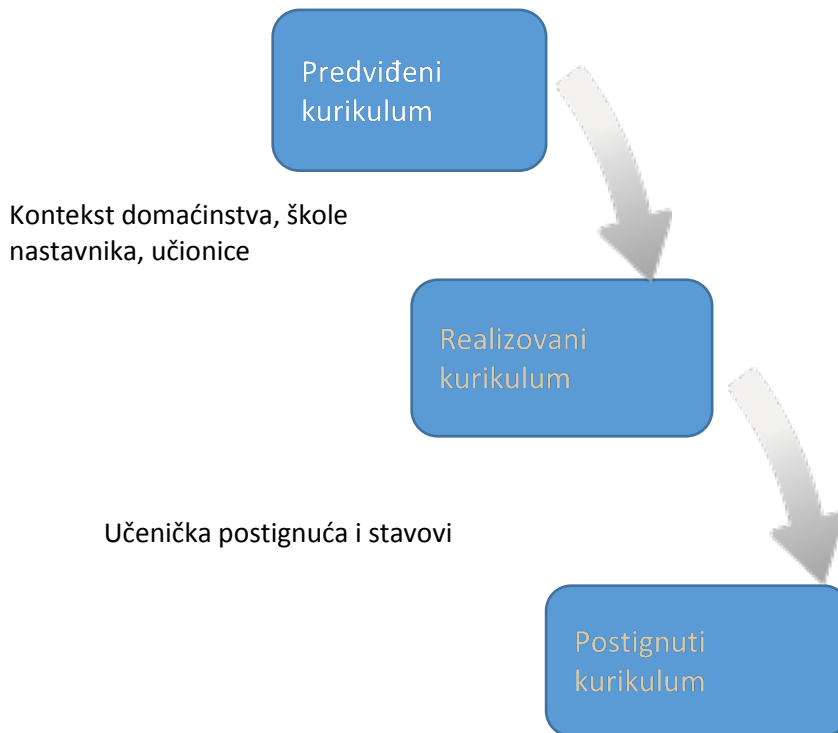 Predviđeni
kurikulum
Kontekst domaćinstva, škole
nastavnika, učionice
Realizovani
kurikulum
Učenička postignuća i stavovi
Postignuti
kurikulum